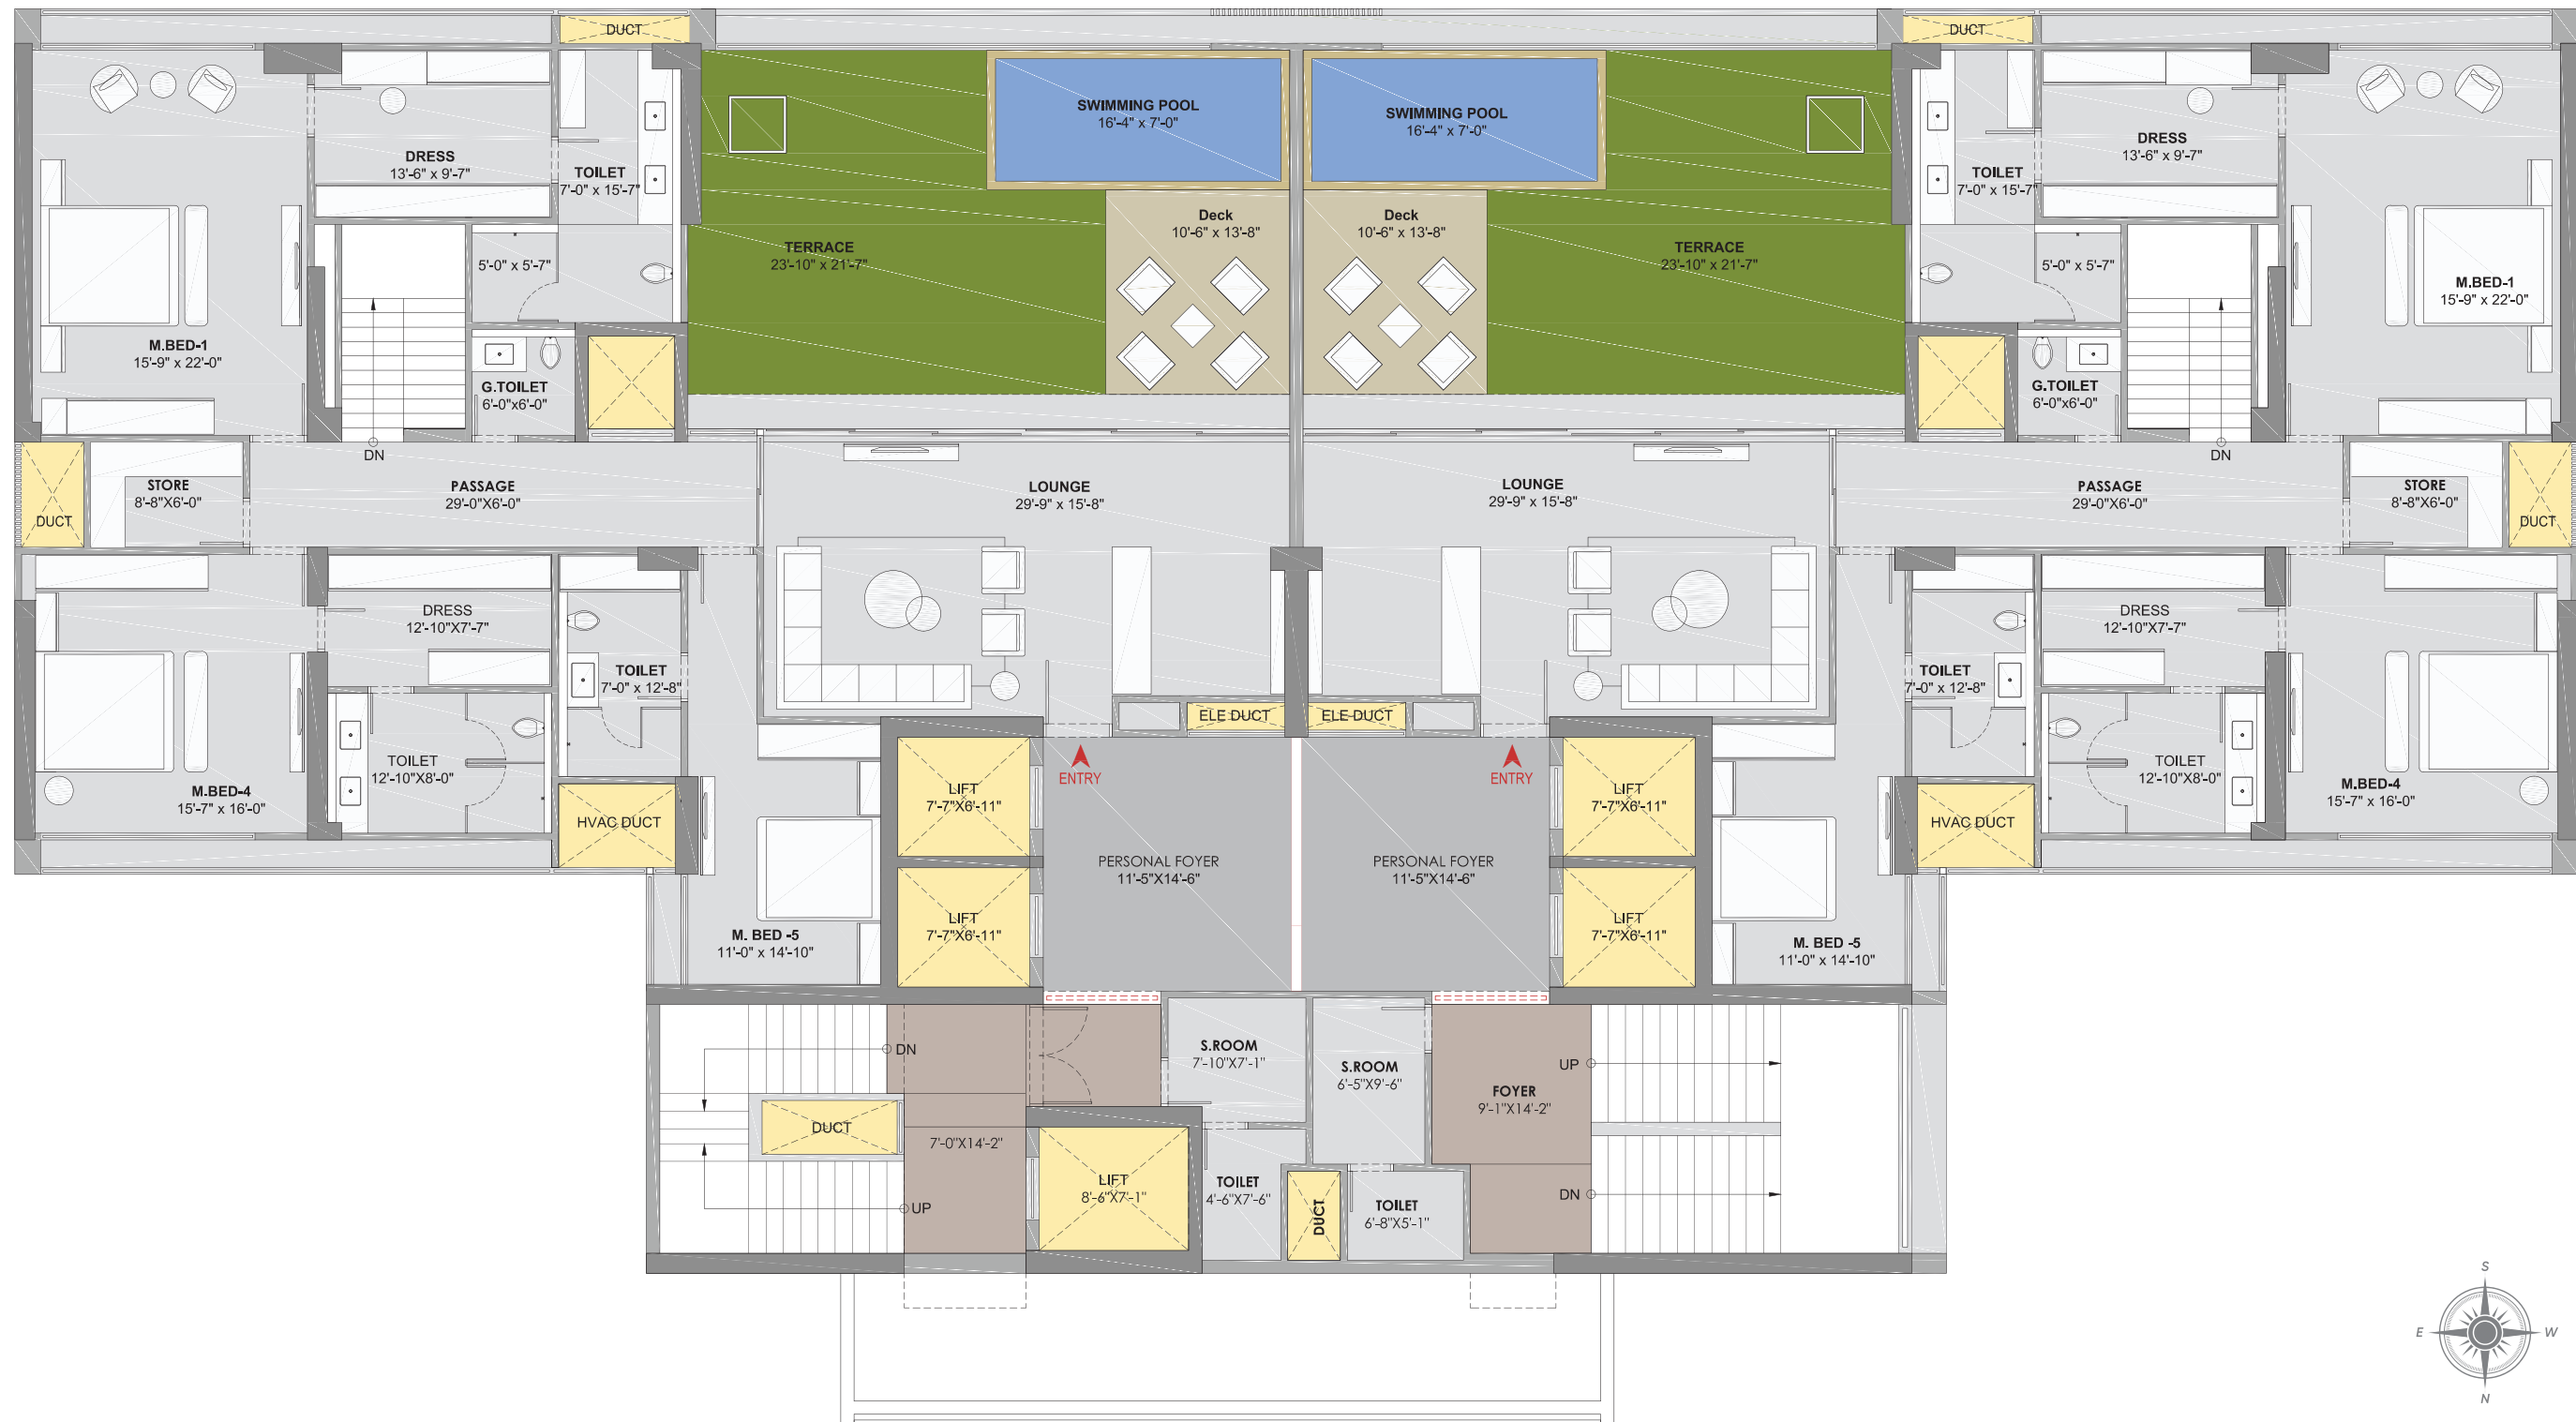 DUCT
DUCT
SWIMMING POOL
16'-4" x 7'-0"
SWIMMING POOL
16'-4" x 7'-0"
DRESS
13'-6" x 9'-7"
TOILET
7'-0" x 15'-7"
TOILET
7'-0" x 15'-7"
DRESS
13'-6" x 9'-7"
Deck
10'-6" x 13'-8"
Deck
10'-6" x 13'-8"
TERRACE
23'-10" x 21'-7"
TERRACE
23'-10" x 21'-7"
5'-0" x 5'-7"
5'-0" x 5'-7"
M.BED-1
15'-9" x 22'-0"
M.BED-1
15'-9" x 22'-0"
G.TOILET
6'-0"x6'-0"
G.TOILET
6'-0"x6'-0"
DN
DN
DUCT
STORE
8'-8"X6'-0"
PASSAGE
29'-0"X6'-0"
LOUNGE
29'-9" x 15'-8"
LOUNGE
29'-9" x 15'-8"
PASSAGE
29'-0"X6'-0"
STORE
8'-8"X6'-0"
DUCT
DRESS
12'-10"X7'-7"
TOILET
7'-0" x 12'-8"
TOILET
7'-0" x 12'-8"
DRESS
12'-10"X7'-7"
ELE DUCT
ELE DUCT
TOILET
12'-10"X8'-0"
TOILET
12'-10"X8'-0"
M.BED-4
15'-7" x 16'-0"
M.BED-4
15'-7" x 16'-0"
HVAC DUCT
HVAC DUCT
LIFT
7'-7"X6'-11"
ENTRY
ENTRY
LIFT
7'-7"X6'-11"
PERSONAL FOYER
11'-5"X14'-6"
PERSONAL FOYER
11'-5"X14'-6"
LIFT
7'-7"X6'-11"
LIFT
7'-7"X6'-11"
M. BED -5
11'-0" x 14'-10"
M. BED -5
11'-0" x 14'-10"
DN
S.ROOM
7'-10"X7'-1"
S.ROOM
6'-5"X9'-6"
UP
FOYER
9'-1"X14'-2"
DUCT
7'-0"X14'-2"
LIFT
8'-6"X7'-1"
TOILET
4'-6"X7'-6"
DUCT
TOILET
6'-8"X5'-1"
DN
UP
S
E
W
N